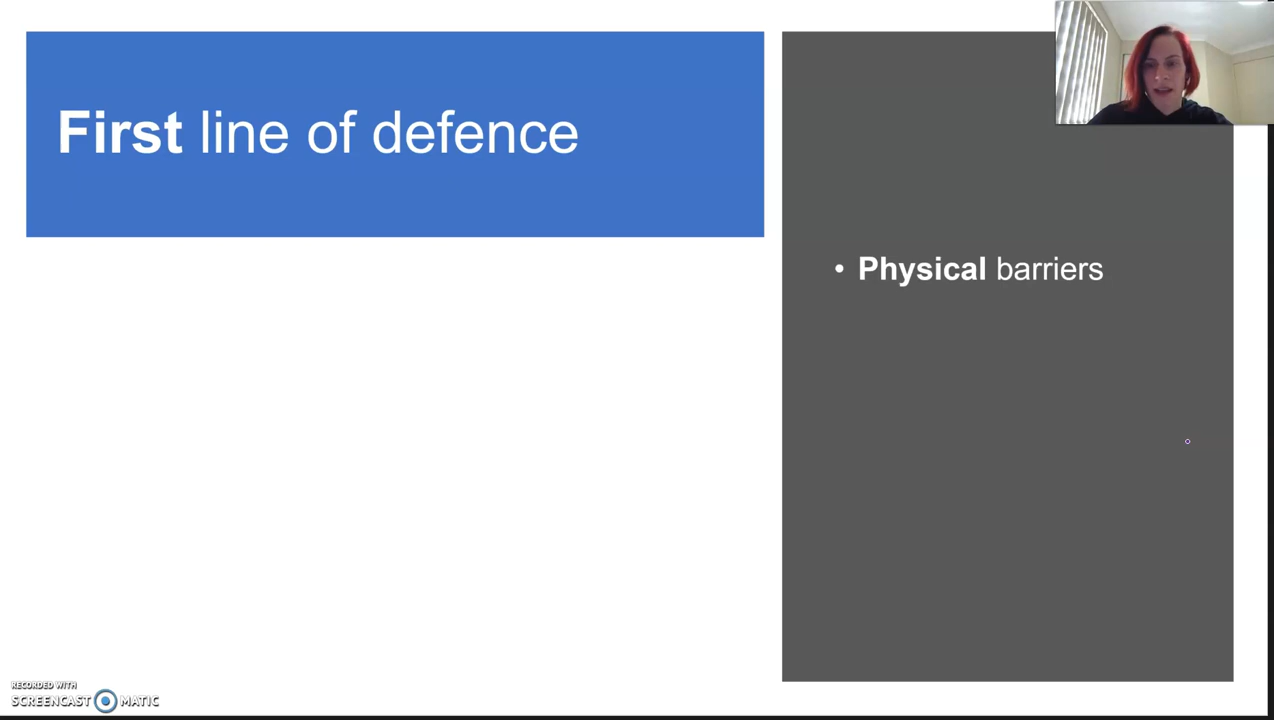 First line of defence
• Physical barriers
RECORDED WITH
SCREENCAST MATIC